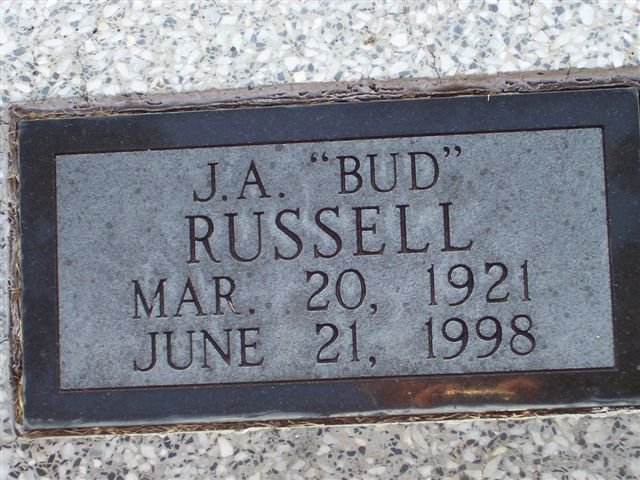 J.A. “BUD”
RUSSELL
MAR. 20, 1921
JUNE 21, 1998